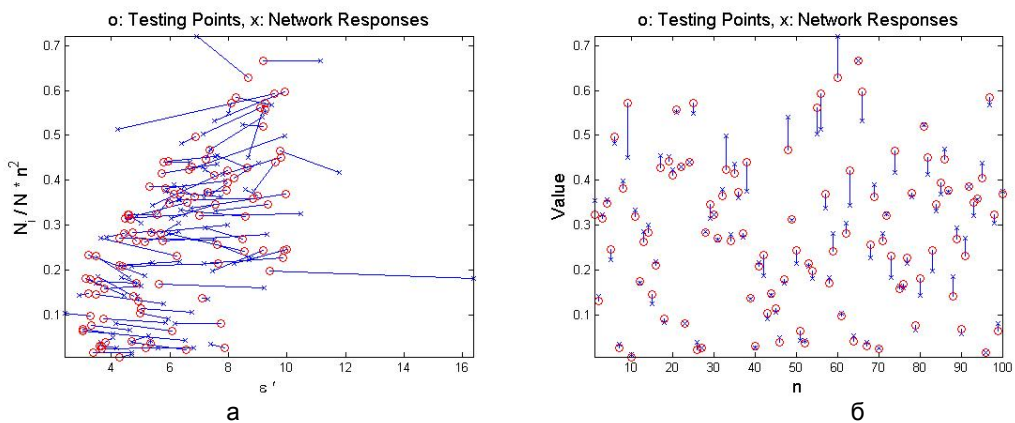 o: Testing Points, x: Network Responses
0.7
0.6
0.5
0.4
0.3
0.2
0.1
N_i / N * n^2
4 6 8 10 12 14 16
ε '
а
o: Testing Points, x: Network Responses
0.7
0.6
0.5
0.4
0.3
0.2
0.1
Value
10 20 30 40 50 60 70 80 90 100
n
б